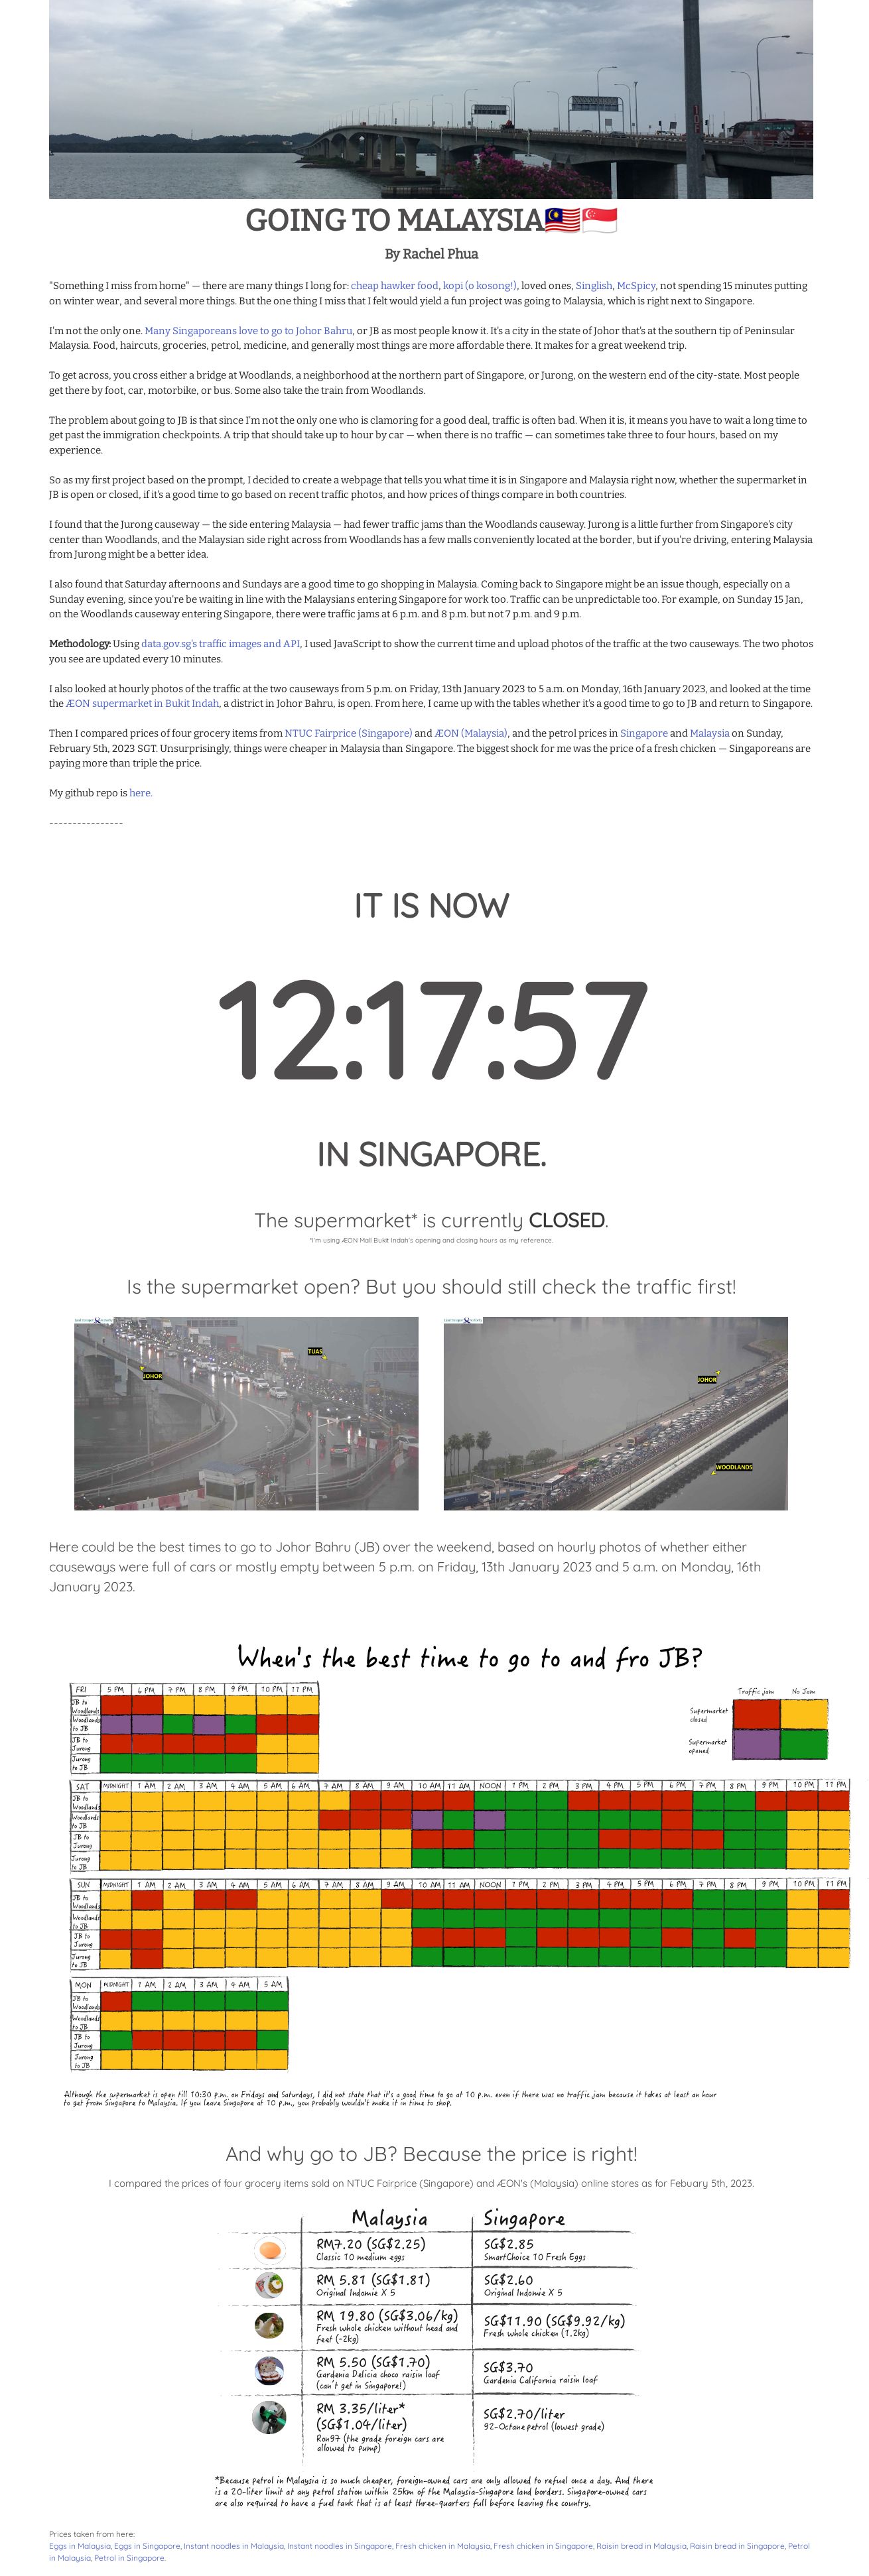 GOING TO MALAYSIA🇲🇾🇸🇬
By Rachel Phua
"Something I miss from home" — there are many things I long for: cheap hawker food, kopi (o kosong!), loved ones, Singlish, McSpicy, not spending 15 minutes putting
on winter wear, and several more things. But the one thing I miss that I felt would yield a fun project was going to Malaysia, which is right next to Singapore.
I'm not the only one. Many Singaporeans love to go to Johor Bahru, or JB as most people know it. It's a city in the state of Johor that's at the southern tip of Peninsular
Malaysia. Food, haircuts, groceries, petrol, medicine, and generally most things are more affordable there. It makes for a great weekend trip.
To get across, you cross either a bridge at Woodlands, a neighborhood at the northern part of Singapore, or Jurong, on the western end of the city-state. Most people
get there by foot, car, motorbike, or bus. Some also take the train from Woodlands.
The problem about going to JB is that since I'm not the only one who is clamoring for a good deal, traffic is often bad. When it is, it means you have to wait a long time to
get past the immigration checkpoints. A trip that should take up to hour by car — when there is no traffic — can sometimes take three to four hours, based on my
experience.
So as my first project based on the prompt, I decided to create a webpage that tells you what time it is in Singapore and Malaysia right now, whether the supermarket in
JB is open or closed, if it's a good time to go based on recent traffic photos, and how prices of things compare in both countries.
I found that the Jurong causeway — the side entering Malaysia — had fewer traffic jams than the Woodlands causeway. Jurong is a little further from Singapore's city
center than Woodlands, and the Malaysian side right across from Woodlands has a few malls conveniently located at the border, but if you're driving, entering Malaysia
from Jurong might be a better idea.
I also found that Saturday afternoons and Sundays are a good time to go shopping in Malaysia. Coming back to Singapore might be an issue though, especially on a
Sunday evening, since you're be waiting in line with the Malaysians entering Singapore for work too. Traffic can be unpredictable too. For example, on Sunday 15 Jan,
on the Woodlands causeway entering Singapore, there were traffic jams at 6 p.m. and 8 p.m. but not 7 p.m. and 9 p.m.
Methodology: Using data.gov.sg's traffic images and API, I used JavaScript to show the current time and upload photos of the traffic at the two causeways. The two photos
you see are updated every 10 minutes.
I also looked at hourly photos of the traffic at the two causeways from 5 p.m. on Friday, 13th January 2023 to 5 a.m. on Monday, 16th January 2023, and looked at the time
the ÆON supermarket in Bukit Indah, a district in Johor Bahru, is open. From here, I came up with the tables whether it's a good time to go to JB and return to Singapore.
Then I compared prices of four grocery items from NTUC Fairprice (Singapore) and ÆON (Malaysia), and the petrol prices in Singapore and Malaysia on Sunday,
February 5th, 2023 SGT. Unsurprisingly, things were cheaper in Malaysia than Singapore. The biggest shock for me was the price of a fresh chicken — Singaporeans are
paying more than triple the price.
My github repo is here.
----------------
IT IS NOW
12:17:57
IN SINGAPORE.
The supermarket* is currently CLOSED.
*I'm using ÆON Mall Bukit Indah's opening and closing hours as my reference.
Is the supermarket open? But you should still check the traffic first!
TUAS
JOHOR
JOHOR
WOODLANDS
Here could be the best times to go to Johor Bahru (JB) over the weekend, based on hourly photos of whether either
causeways were full of cars or mostly empty between 5 p.m. on Friday, 13th January 2023 and 5 a.m. on Monday, 16th
January 2023.
When's the best time to go to and fro JB?
Traffic jam No Jam
Supermarket
closed
Supermarket
opened
FRI 5 PM 6 PM 7 PM 8 PM 9 PM 10 PM 11 PM
JB to
Woodlands
Woodlands
to JB
JB to
Jurong
Jurong
to JB
SAT MIDNIGHT 1 AM 2 AM 3 AM 4 AM 5 AM 6 AM 7 AM 8 AM 9 AM 10 AM 11 AM NOON 1 PM 2 PM 3 PM 4 PM 5 PM 6 PM 7 PM 8 PM 9 PM 10 PM 11 PM
JB to
Woodlands
Woodlands
to JB
JB to
Jurong
Jurong
to JB
SUN MIDNIGHT 1 AM 2 AM 3 AM 4 AM 5 AM 6 AM 7 AM 8 AM 9 AM 10 AM 11 AM NOON 1 PM 2 PM 3 PM 4 PM 5 PM 6 PM 7 PM 8 PM 9 PM 10 PM 11 PM
JB to
Woodlands
Woodlands
to JB
JB to
Jurong
Jurong
to JB
MON MIDNIGHT 1 AM 2 AM 3 AM 4 AM 5 AM
JB to
Woodlands
Woodlands
to JB
JB to
Jurong
Jurong
to JB
Although the supermarket is open till 10:30 p.m. on Fridays and Saturdays, I did not state that it's a good time to go at 10 p.m. even if there was no traffic jam because it takes at least an hour
to get from Singapore to Malaysia. If you leave Singapore at 10 p.m., you probably wouldn't make it in time to shop.
And why go to JB? Because the price is right!
I compared the prices of four grocery items sold on NTUC Fairprice (Singapore) and ÆON's (Malaysia) online stores as for Febuary 5th, 2023.
Malaysia Singapore
RM7.20 (SG$2.25)
Classic 10 medium eggs
SG$2.85
SmartChoice 10 Fresh Eggs
RM 5.81 (SG$1.81)
Original Indomie X 5
SG$2.60
Original Indomie X 5
RM 19.80 (SG$3.06/kg)
Fresh whole chicken without head and
feet (~2kg)
SG$11.90 (SG$9.92/kg)
Fresh whole chicken (1.2kg)
RM 5.50 (SG$1.70)
Gardenia Delicia choco raisin loaf
(can't get in Singapore!)
SG$3.70
Gardenia California raisin loaf
RM 3.35/liter*
(SG$1.04/liter)
Ron97 (the grade foreign cars are
allowed to pump)
SG$2.70/liter
92-Octane petrol (lowest grade)
*Because petrol in Malaysia is so much cheaper, foreign-owned cars are only allowed to refuel once a day. And there
is a 20-liter limit at any petrol station within 25km of the Malaysia-Singapore land borders. Singapore-owned cars
are also required to have a fuel tank that is at least three-quarters full before leaving the country.
Prices taken from here:
Eggs in Malaysia, Eggs in Singapore, Instant noodles in Malaysia, Instant noodles in Singapore, Fresh chicken in Malaysia, Fresh chicken in Singapore, Raisin bread in Malaysia, Raisin bread in Singapore, Petrol
in Malaysia, Petrol in Singapore.